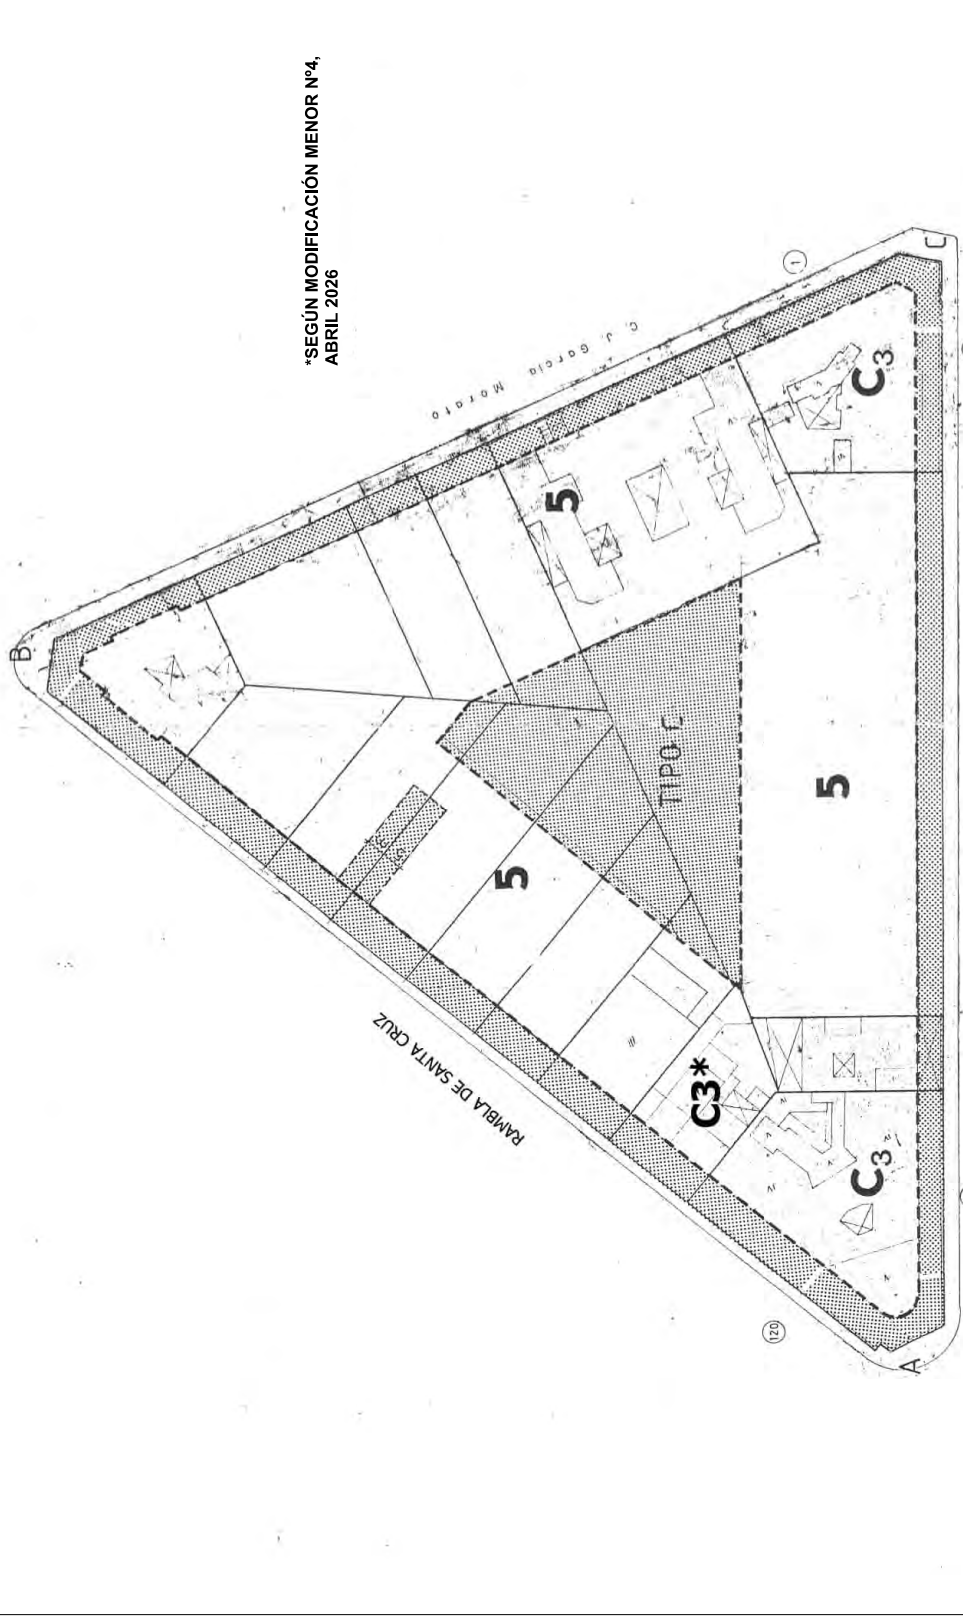 *SEGÚN MODIFICACIÓN MENOR Nº4,
ABRIL 2026
B
C. J. García Morato
1
C
C3
5
TIPO C
5
5
RAMBLA DE SANTA CRUZ
III
C3*
C3
120
A